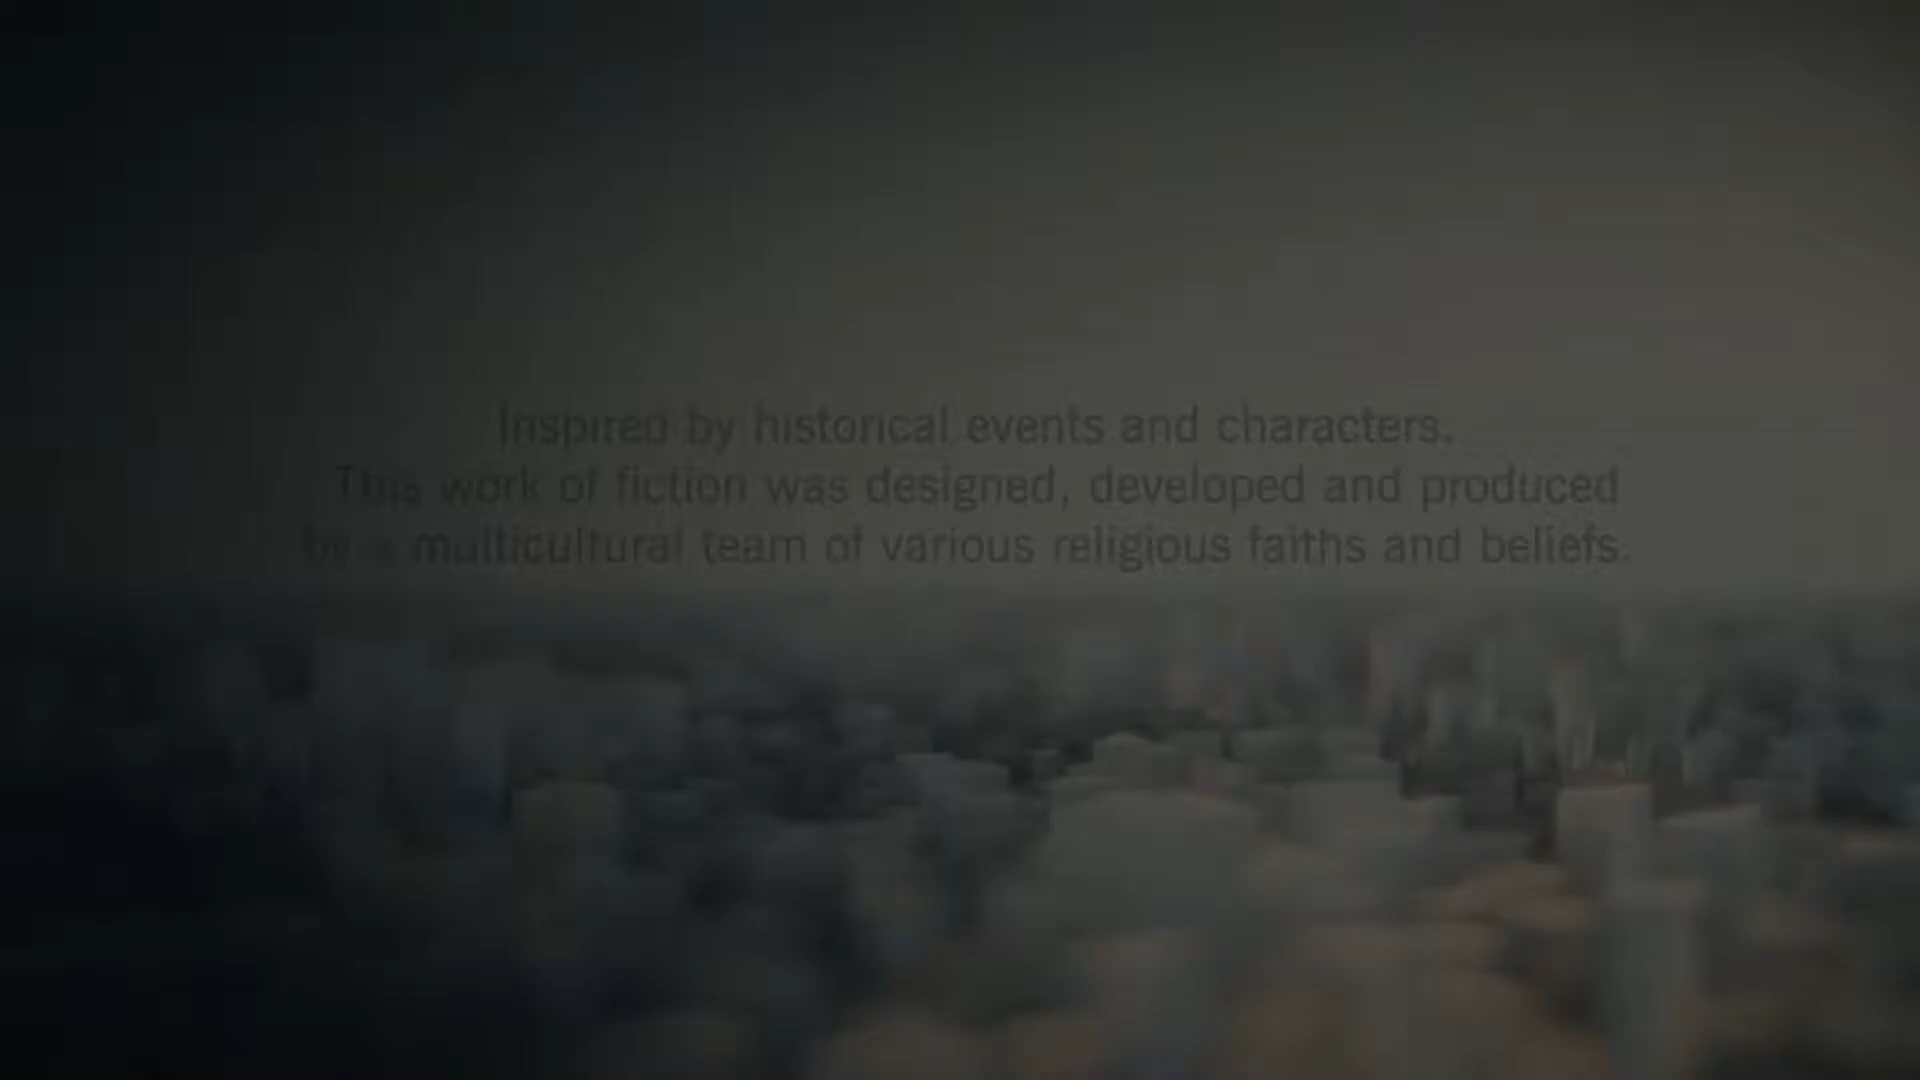 Inspired by historical events and characters.
This work of fiction was designed, developed and produced
by a multicultural team of various religious faiths and beliefs.